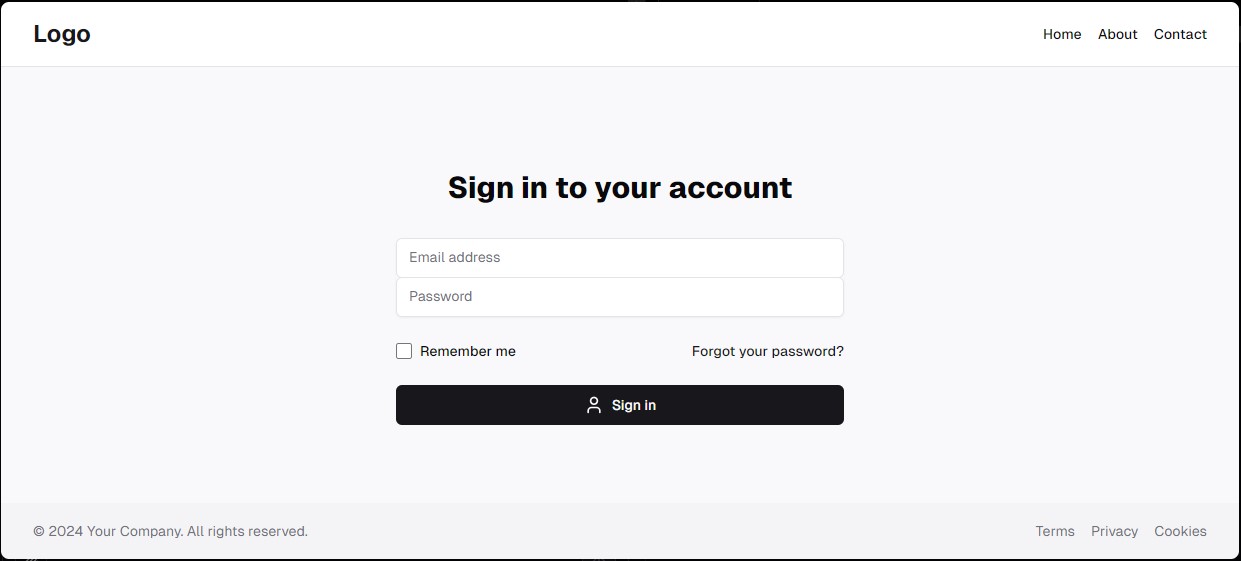 Logo
Home About Contact
Sign in to your account
Email address
Password
Remember me Forgot your password?
Sign in
© 2024 Your Company. All rights reserved. Terms Privacy Cookies